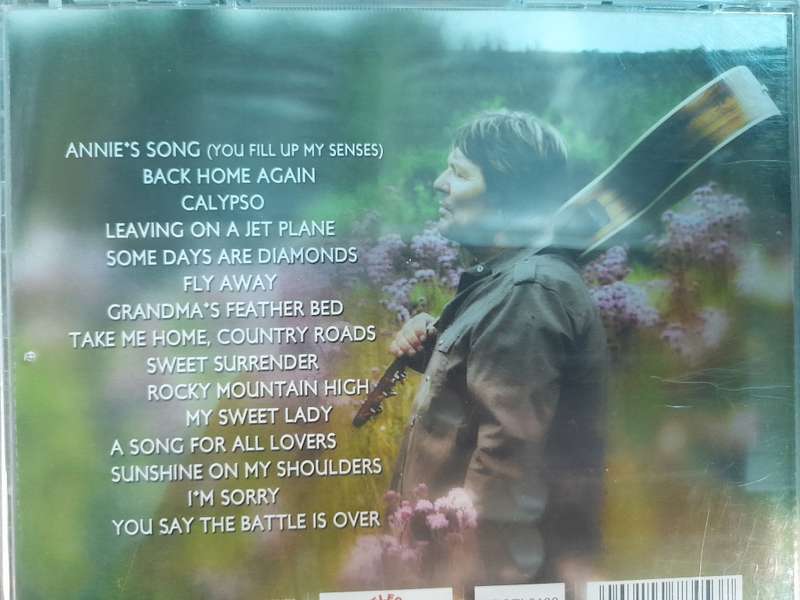 ANNIE*S SONG (YOU FILL UP MY SENSES)
BACK HOME AGAIN
CALYPSO
LEAVING ON A JET PLANE
SOME DAYS ARE DIAMONDS
FLY AWAY
GRANDMA*S FEATHER BED
TAKE ME HOME, COUNTRY ROADS
SWEET SURRENDER
ROCKY MOUNTAIN HIGH
MY SWEET LADY
A SONG FOR ALL LOVERS
SUNSHINE ON MY SHOULDERS
I*M SORRY
YOU SAY THE BATTLE IS OVER